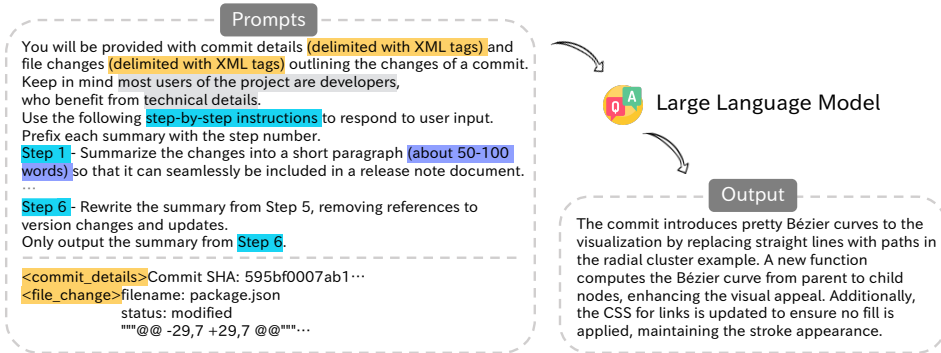 Prompts
You will be provided with commit details (delimited with XML tags) and
file changes (delimited with XML tags) outlining the changes of a commit.
Keep in mind most users of the project are developers,
who benefit from technical details.
Use the following step-by-step instructions to respond to user input.
Prefix each summary with the step number.
Step 1 - Summarize the changes into a short paragraph (about 50-100
words) so that it can seamlessly be included in a release note document.
…
Step 6 - Rewrite the summary from Step 5, removing references to
version changes and updates.
Only output the summary from Step 6.
<commit_details>Commit SHA: 595bf0007ab1…
<file_change>filename: package.json
status: modified
"""@@ -29,7 +29,7 @@"""…
Q A
Large Language Model
Output
The commit introduces pretty Bézier curves to the
visualization by replacing straight lines with paths in
the radial cluster example. A new function
computes the Bézier curve from parent to child
nodes, enhancing the visual appeal. Additionally,
the CSS for links is updated to ensure no fill is
applied, maintaining the stroke appearance.